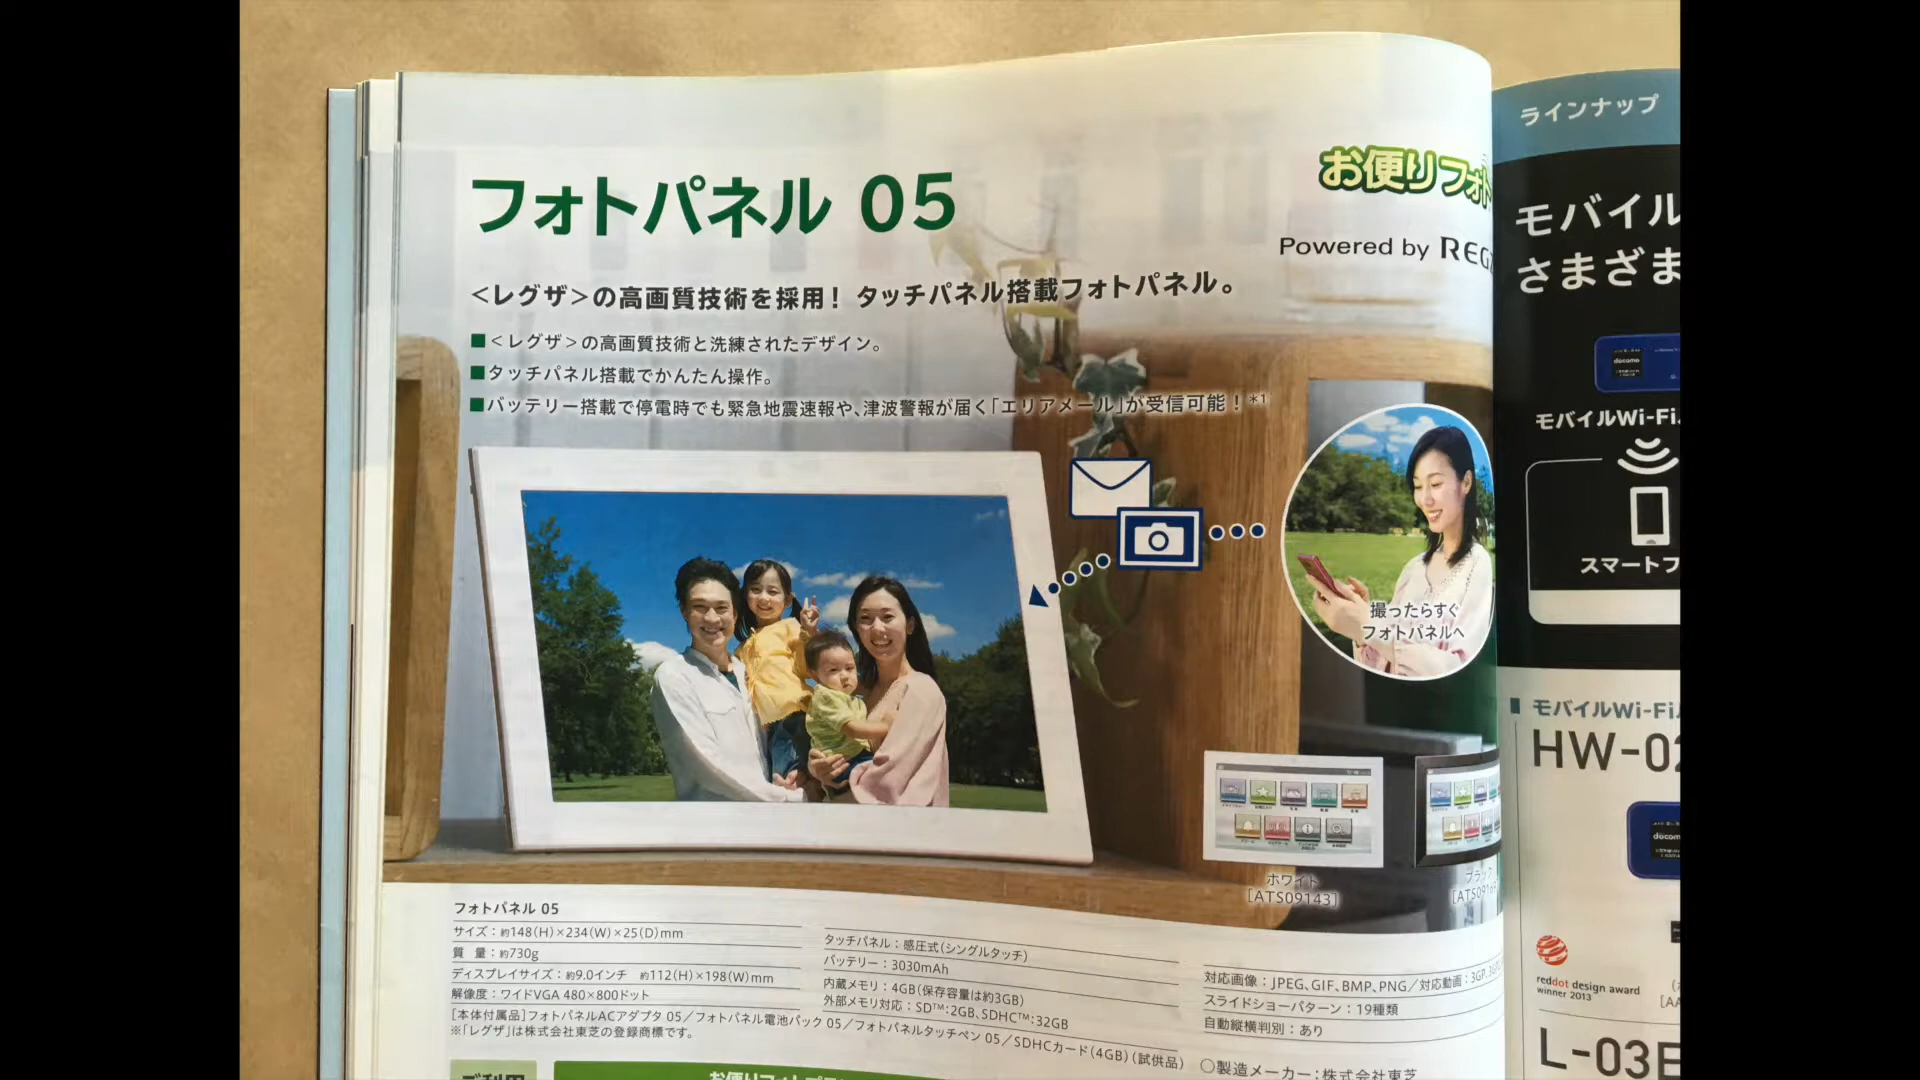 フォトパネル 05
お便りフォト
Powered by REG
<レグザ>の高画質技術を採用！ タッチパネル搭載フォトパネル。
■<レグザ>の高画質技術と洗練されたデザイン。
■タッチパネル搭載でかんたん操作。
■バッテリー搭載で停電時でも緊急地震速報や、津波警報が届く「エリアメール」が受信可能！*1
撮ったらすぐ
フォトパネルへ
ホワイト
[ATS09143]
ブラック
フォトパネル 05
サイズ：約148(H)×234(W)×25(D)mm
質 量：約730g
ディスプレイサイズ：約9.0インチ 約112(H)×198(W)mm
解像度：ワイドVGA 480×800ドット
タッチパネル：感圧式(シングルタッチ)
バッテリー：3030mAh
内蔵メモリ：4GB(保存容量は約3GB)
外部メモリ対応：SD™:2GB、SDHC™:32GB
対応画像：JPEG、GIF、BMP、PNG／対応動画：3GP、
スライドショーパターン：19種類
自動縦横判別：あり
[本体付属品]フォトパネルACアダプタ 05／フォトパネル電池パック 05／フォトパネルタッチペン 05／SDHCカード(4GB)(試供品)
※「レグザ」は株式会社東芝の登録商標です。
○製造メーカー：株式会社東芝
ご利用
ラインナップ
モバイル
さまざま
docomo
モバイルWi-Fi
スマートフ
■ モバイルWi-Fi
HW-02
docomo
reddot design award
winner 2013
L-03E